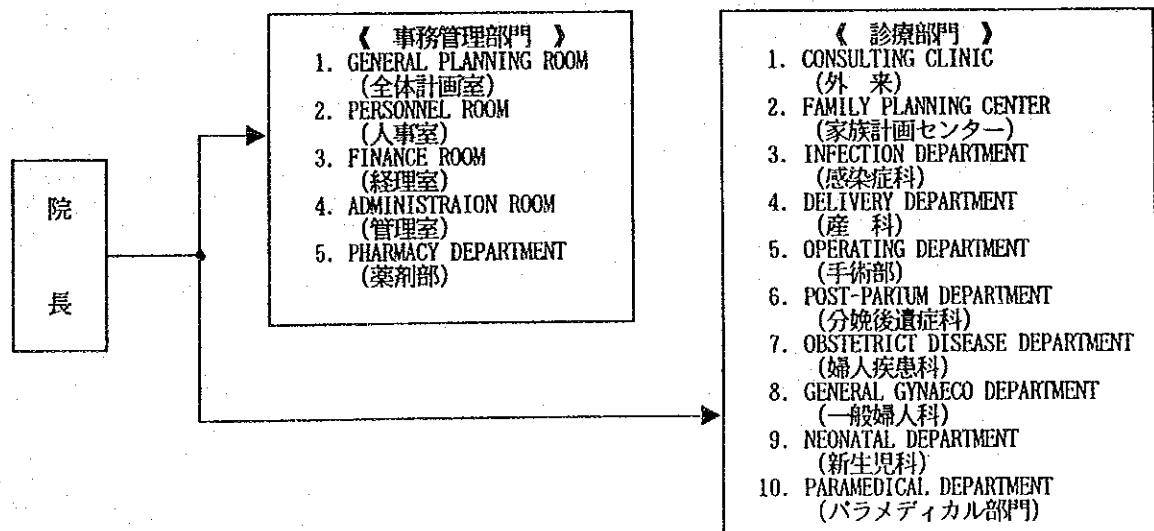 院
長
《 事務管理部門 》
1. GENERAL PLANNING ROOM
(全体計画室)
2. PERSONNEL ROOM
(人事室)
3. FINANCE ROOM
(経理室)
4. ADMINISTRAION ROOM
(管理室)
5. PHARMACY DEPARTMENT
(薬剤部)
《 診療部門 》
1. CONSULTING CLINIC
(外 来)
2. FAMILY PLANNING CENTER
(家族計画センター)
3. INFECTION DEPARTMENT
(感染症科)
4. DELIVERY DEPARTMENT
(産 科)
5. OPERATING DEPARTMENT
(手術部)
6. POST-PARTUM DEPARTMENT
(分娩後遺症科)
7. OBSTETRICT DISEASE DEPARTMENT
(婦人疾患科)
8. GENERAL GYNAECO DEPARTMENT
(一般婦人科)
9. NEONATAL DEPARTMENT
(新生児科)
10. PARAMEDICAL DEPARTMENT
(パラメディカル部門)